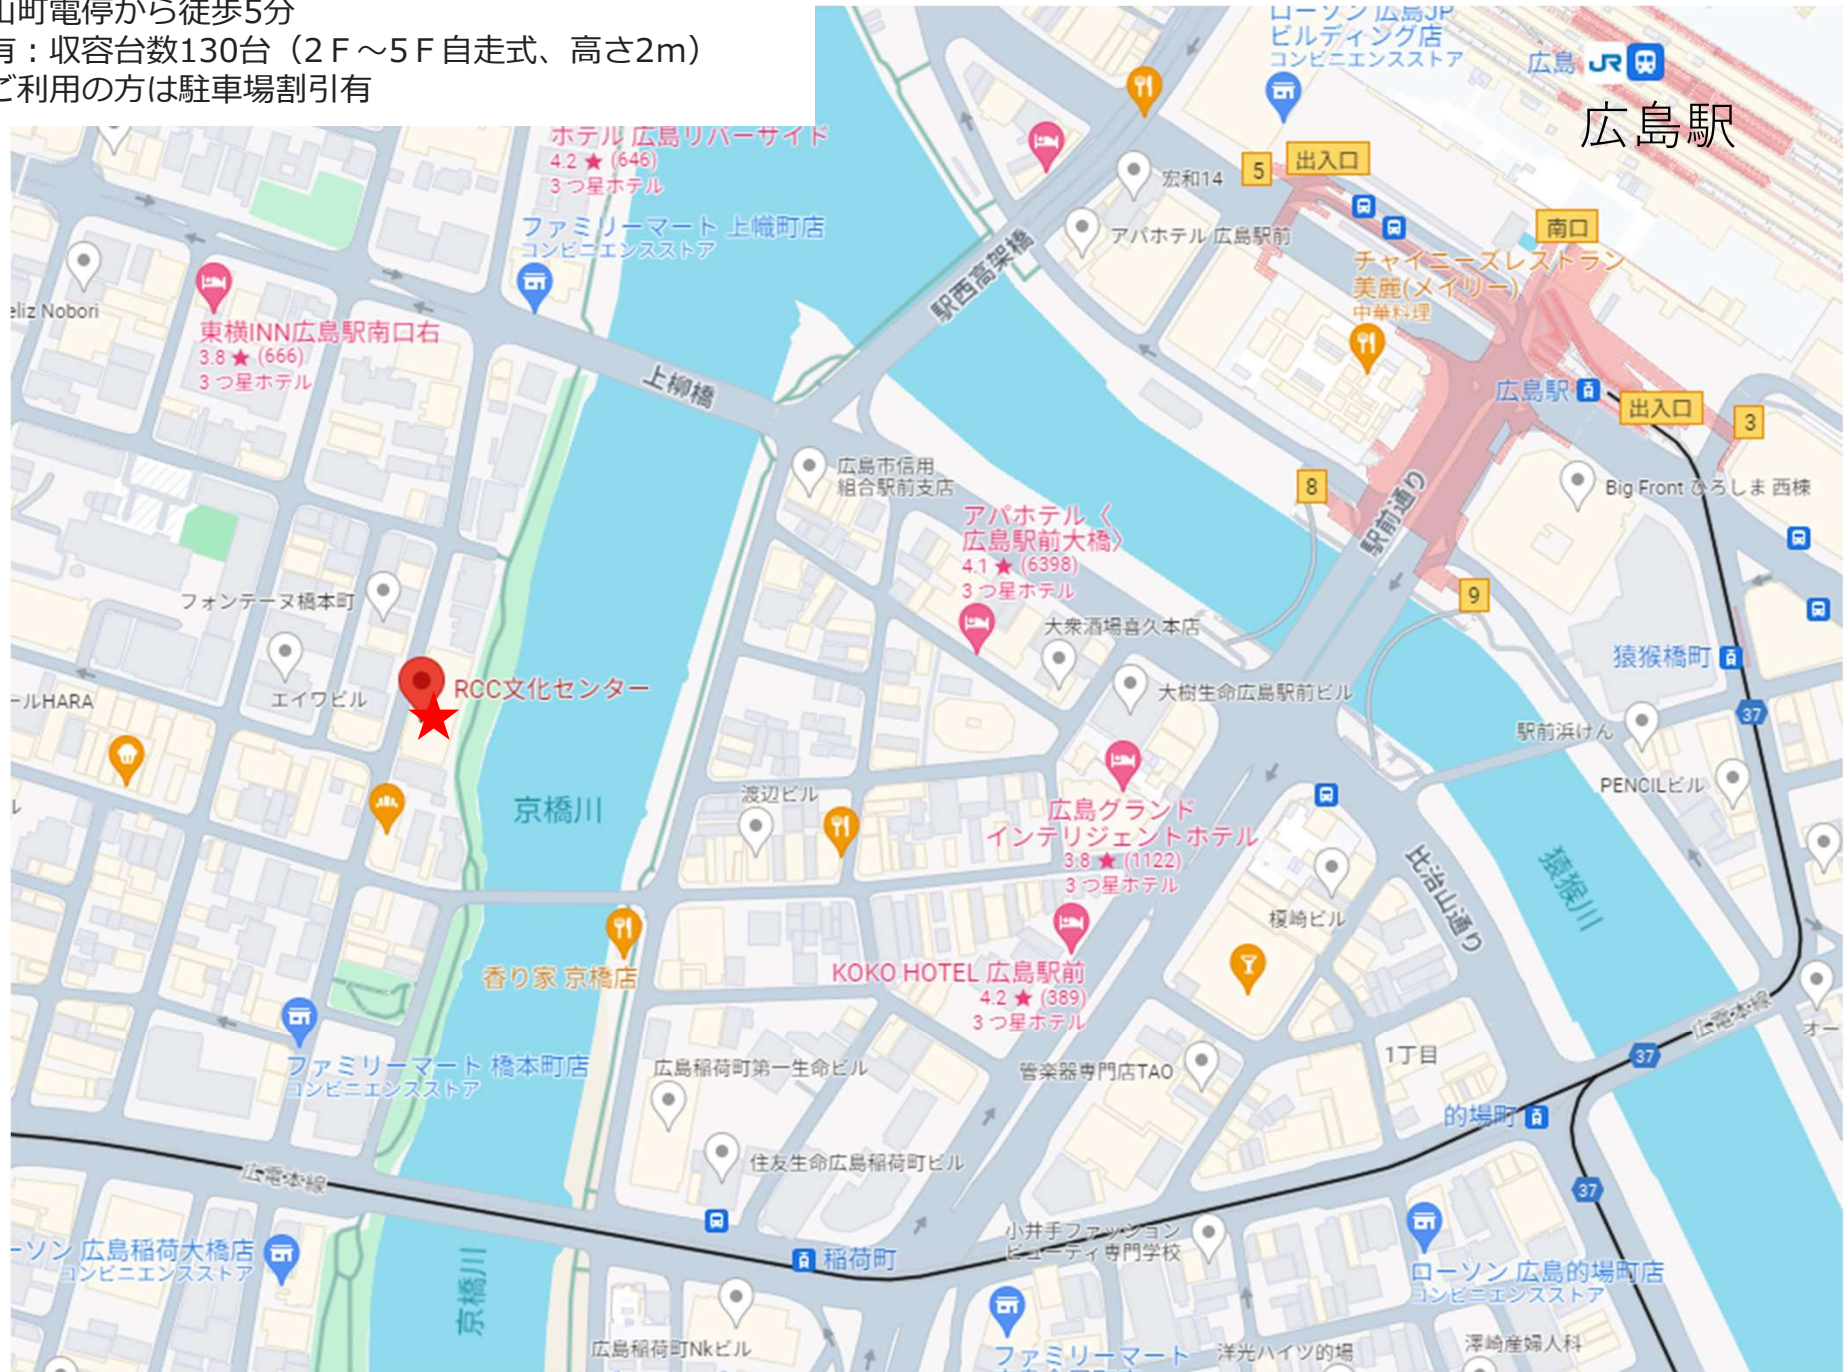 山町電停から徒歩5分
有：収容台数130台（2Ｆ～5Ｆ自走式、高さ2m）
ご利用の方は駐車場割引有
ローソン 広島JP
ビルディング店
コンビニエンスストア
広島 JR
広島駅
ホテル 広島リバーサイド
4.2 ★ (646)
3 つ星ホテル
宏和14
5
出入口
ファミリーマート 上幟町店
コンビニエンスストア
アパホテル 広島駅前
南口
駅西高架橋
チャイニーズレストラン
美麗(メイリー)
中華料理
eliz Nobori
東横INN広島駅南口右
3.8 ★ (666)
3 つ星ホテル
上柳橋
広島駅
出入口
3
広島市信用
組合駅前支店
8
Big Front ひろしま 西棟
駅前通り
アパホテル〈
広島駅前大橋〉
4.1 ★ (6398)
3 つ星ホテル
9
フォンテーヌ橋本町
大衆酒場喜久本店
猿猴橋町
エイワビル
RCC文化センター
大樹生命広島駅前ビル
ールHARA
37
駅前浜けん
PENCILビル
京橋川
渡辺ビル
広島グランド
インテリジェントホテル
3.8 ★ (1122)
3 つ星ホテル
比治山通り
猿猴川
榎崎ビル
香り家 京橋店
KOKO HOTEL 広島駅前
4.2 ★ (389)
3 つ星ホテル
広電本線
オー
ファミリーマート 橋本町店
コンビニエンスストア
広島稲荷町第一生命ビル
管楽器専門店TAO
1丁目
37
的場町
住友生命広島稲荷町ビル
広電本線
37
小井手ファッション
ビューティ専門学校
ーソン 広島稲荷大橋店
コンビニエンスストア
稲荷町
ローソン 広島的場町店
コンビニエンスストア
京橋川
広島稲荷町Nkビル
ファミリーマート
洋光ハイツ的場
澤崎産婦人科